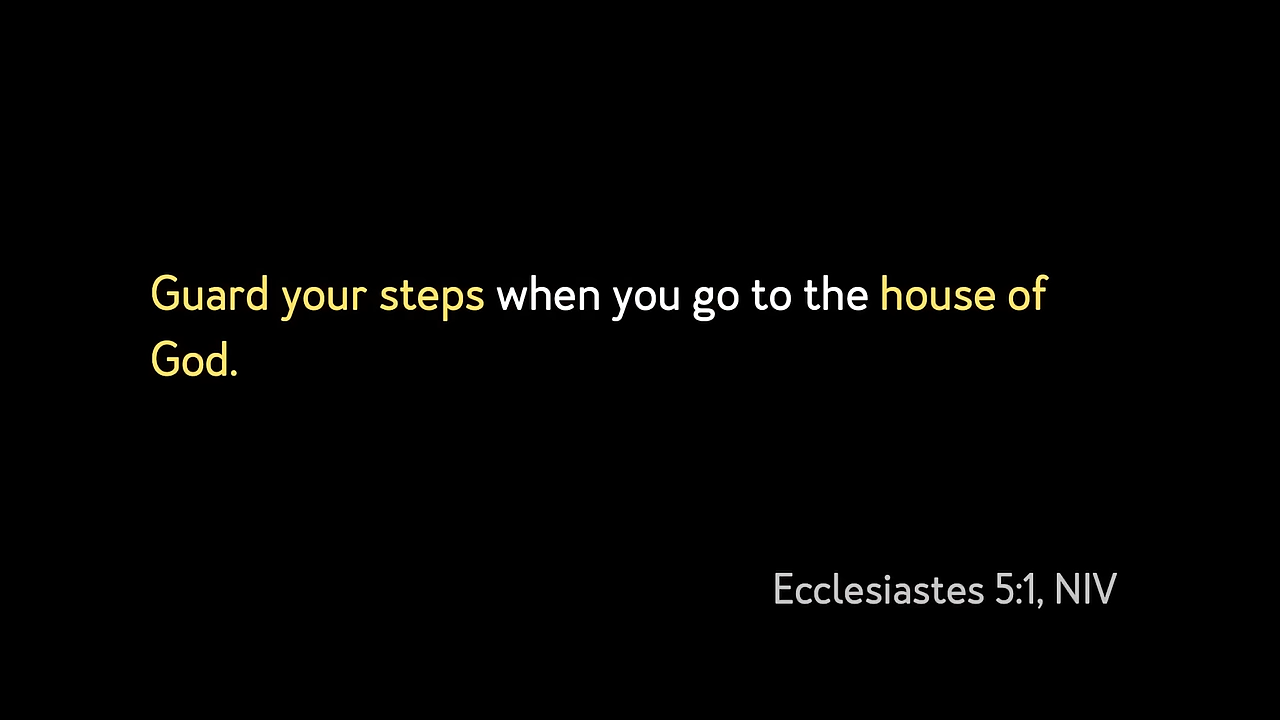 Guard your steps when you go to the house of
God.
Ecclesiastes 5:1, NIV